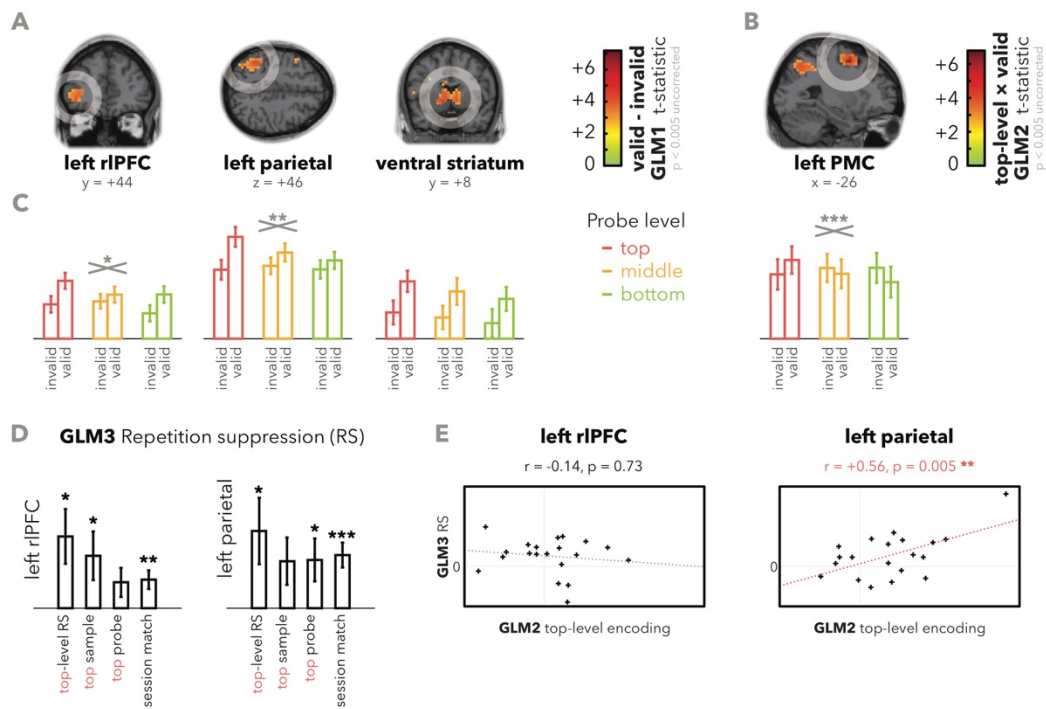 A
B
+6
+4
+2
0
valid - invalid
GLM1 t-statistic
p < 0.005 uncorrected
+6
+4
+2
0
top-level × valid
GLM2 t-statistic
p < 0.005 uncorrected
left rlPFC
y = +44
left parietal
z = +46
ventral striatum
y = +8
left PMC
x = -26
C
*
**
***
Probe level
top
middle
bottom
invalid
valid
invalid
valid
invalid
valid
invalid
valid
invalid
valid
invalid
valid
invalid
valid
invalid
valid
invalid
valid
invalid
valid
invalid
valid
invalid
valid
D
GLM3 Repetition suppression (RS)
left rlPFC
* * **
top-level RS
top sample
top probe
session match
left parietal
* * ***
top-level RS
top sample
top probe
session match
E
left rlPFC
r = -0.14, p = 0.73
GLM3 RS
0
GLM2 top-level encoding
left parietal
r = +0.56, p = 0.005 **
0
GLM2 top-level encoding